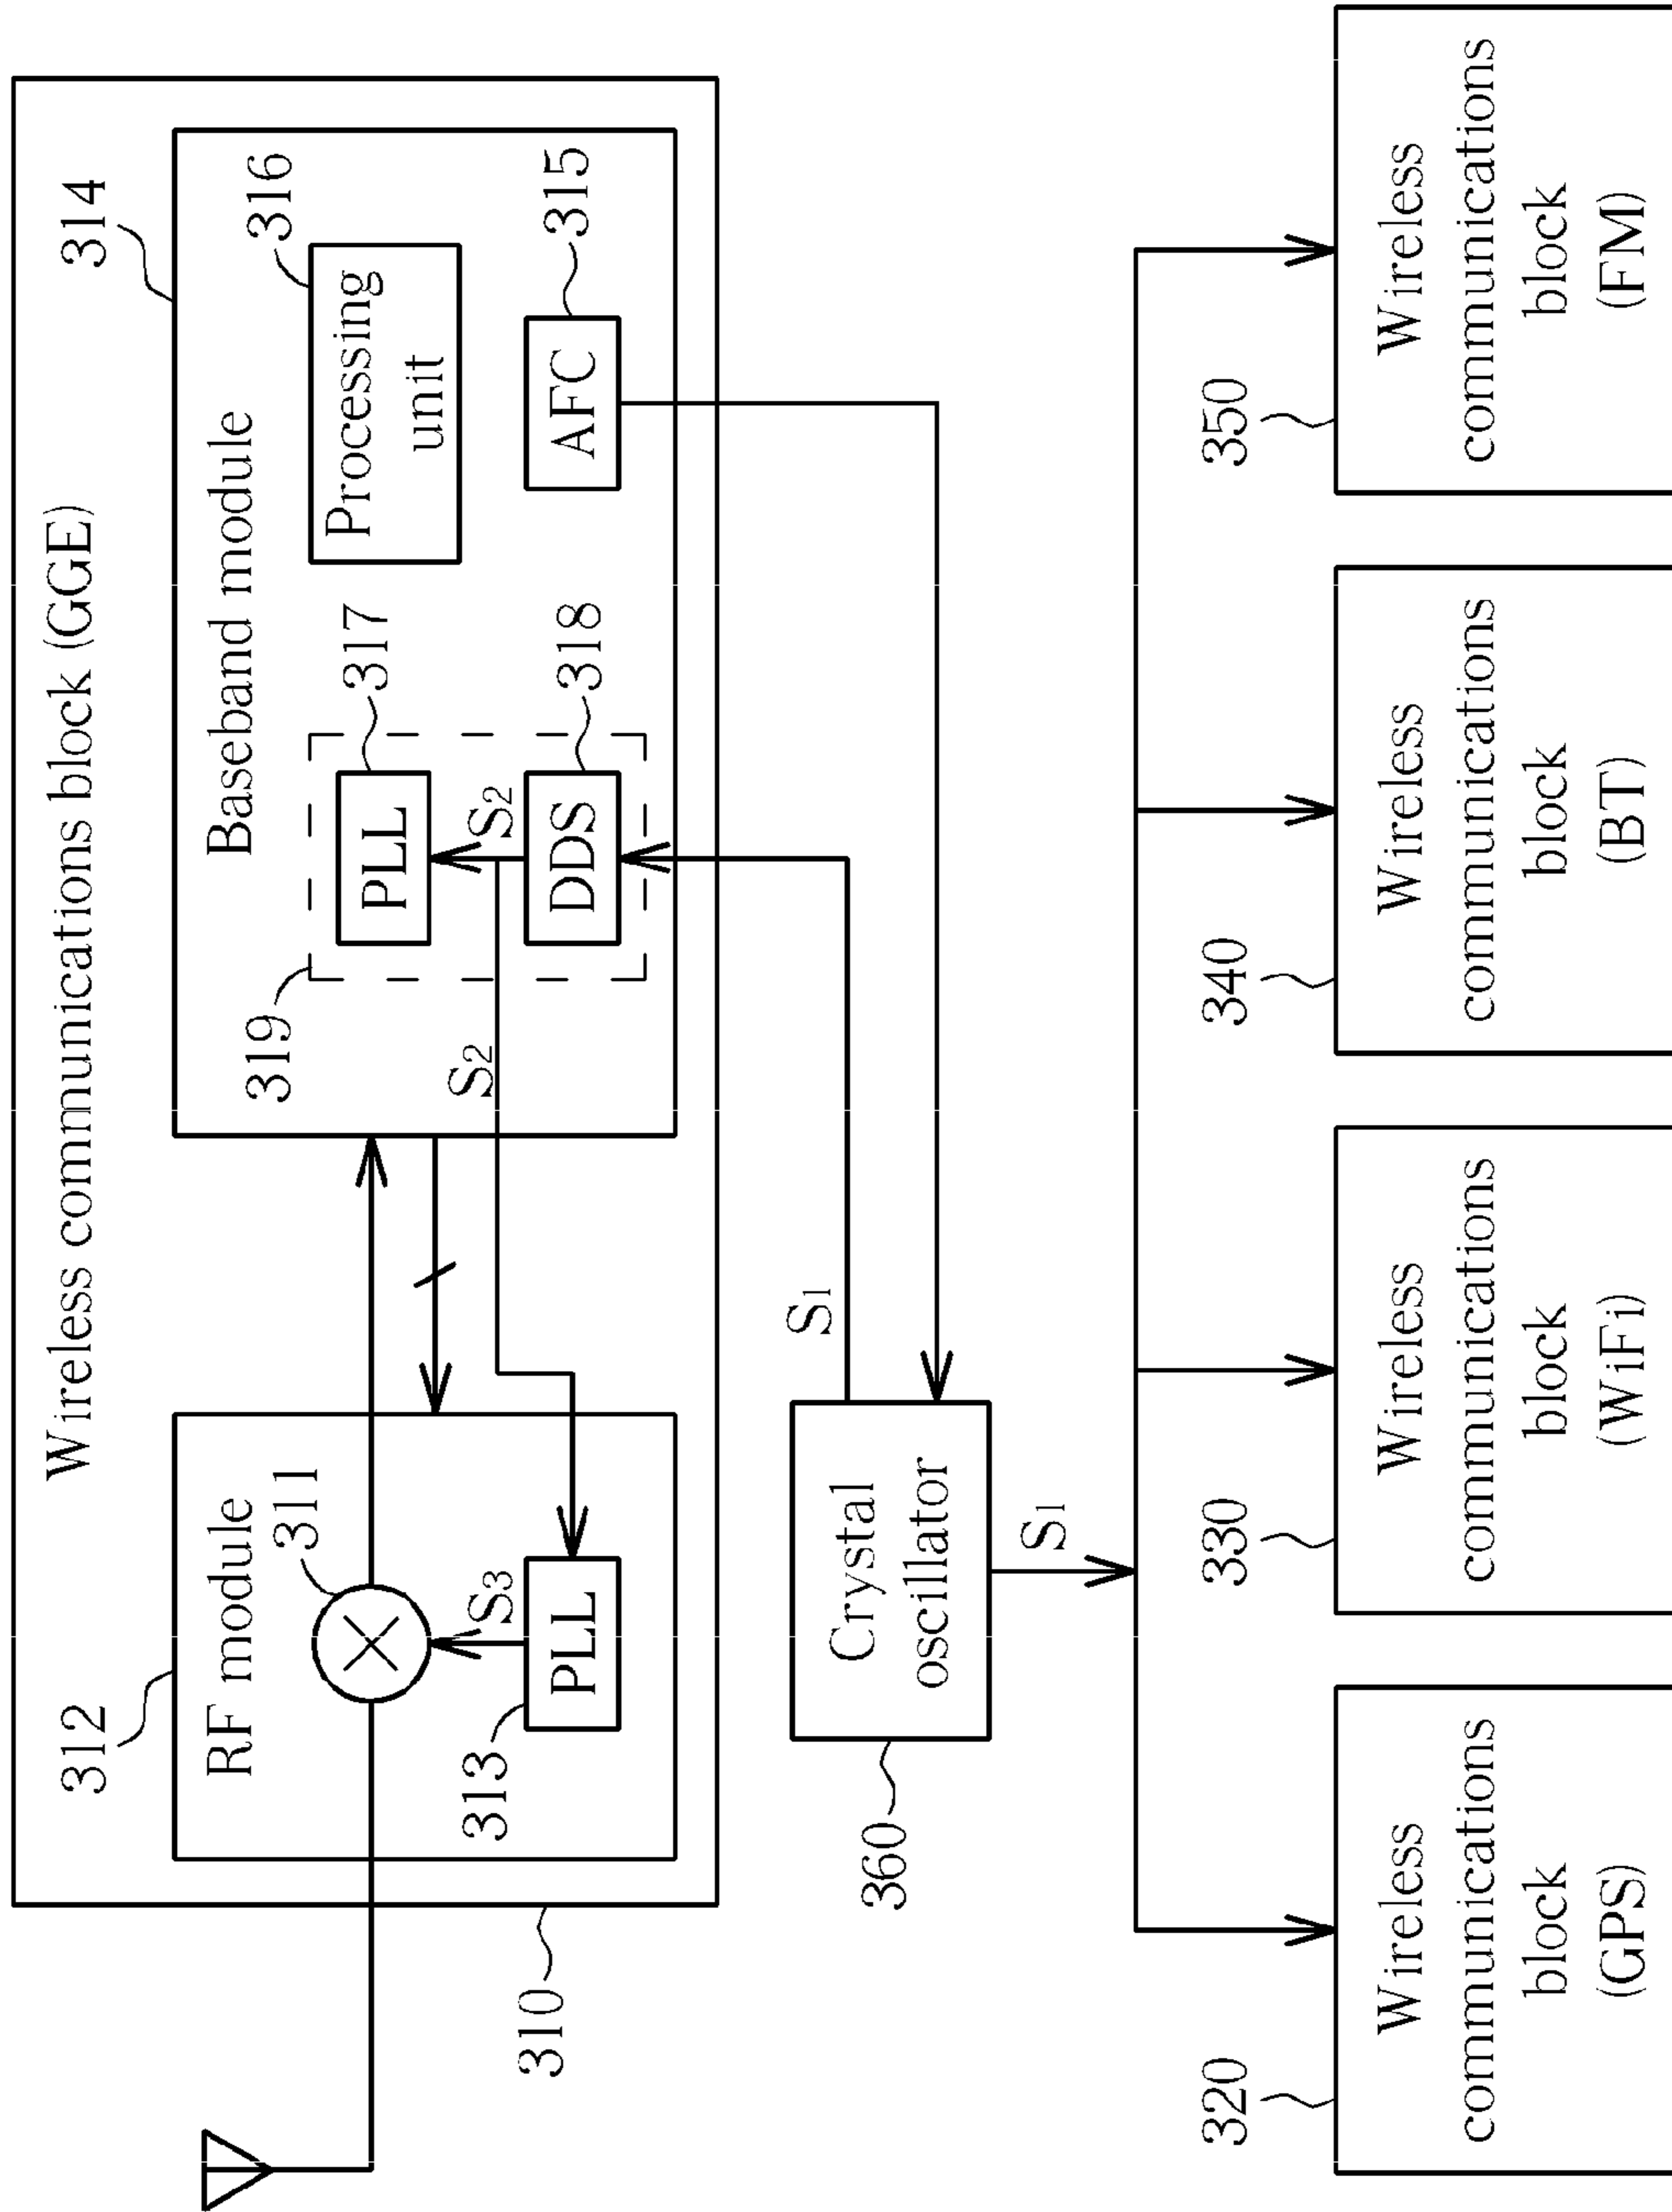 Wireless communications block (GGE)
312
RF module
311
S3
313
PLL
314
Baseband module
319
317
PLL
S2
S2
DDS
318
316
Processing
unit
AFC
315
310
S1
360
Crystal
oscillator
S1
320
Wireless
communications
block
(GPS)
330
Wireless
communications
block
(WiFi)
340
Wireless
communications
block
(BT)
350
Wireless
communications
block
(FM)